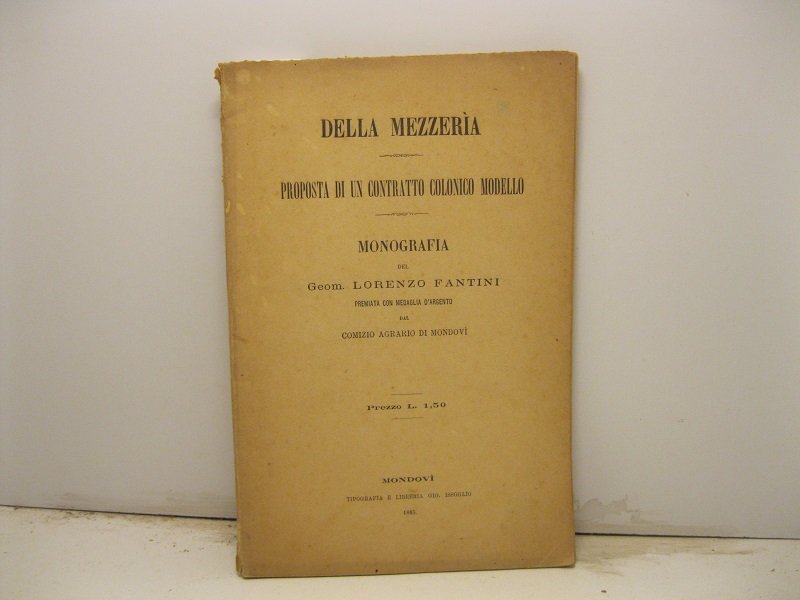 DELLA MEZZERÌA
PROPOSTA DI UN CONTRATTO COLONICO MODELLO
MONOGRAFIA
DEL
Geom. LORENZO FANTINI
PREMIATA CON MEDAGLIA D'ARGENTO
DAL
COMIZIO AGRARIO DI MONDOVÌ
Prezzo L. 1,50
MONDOVÌ
TIPOGRAFIA E LIBRERIA GIO. ISSOGLIO
1885.